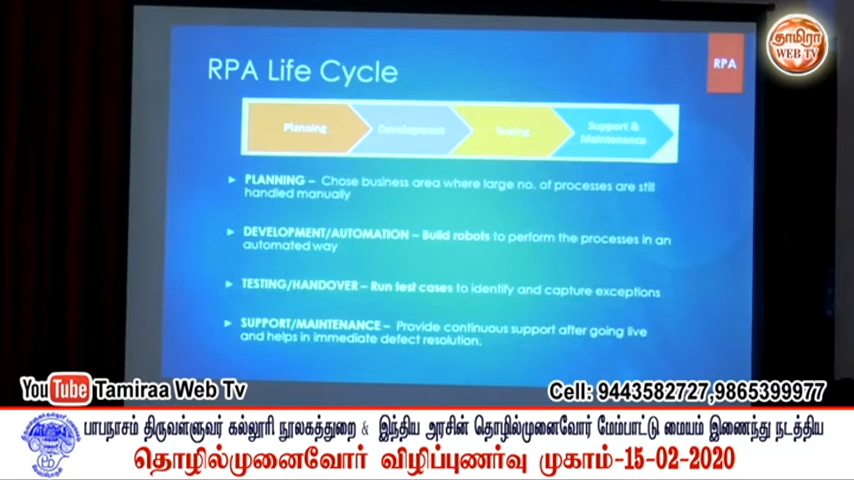 தாமிரா
WEB TV
RPA
RPA Life Cycle
Planning
Development
Testing
Support &
Maintenance
► PLANNING – Chose business area where large no. of processes are still
handled manually
► DEVELOPMENT/AUTOMATION – Build robots to perform the processes in an
automated way
► TESTING/HANDOVER – Run test cases to identify and capture exceptions
► SUPPORT/MAINTENANCE – Provide continuous support after going live
and helps in immediate defect resolution.
YouTube Tamiraa Web Tv
Cell: 9443582727,9865399977
பாபநாசம் திருவள்ளுவர் கல்லூரி நூலகத்துறை & இந்திய அரசின் தொழில்முனைவோர் மேம்பாட்டு மையம் இணைந்து நடத்திய
தொழில்முனைவோர் விழிப்புணர்வு முகாம்-15-02-2020